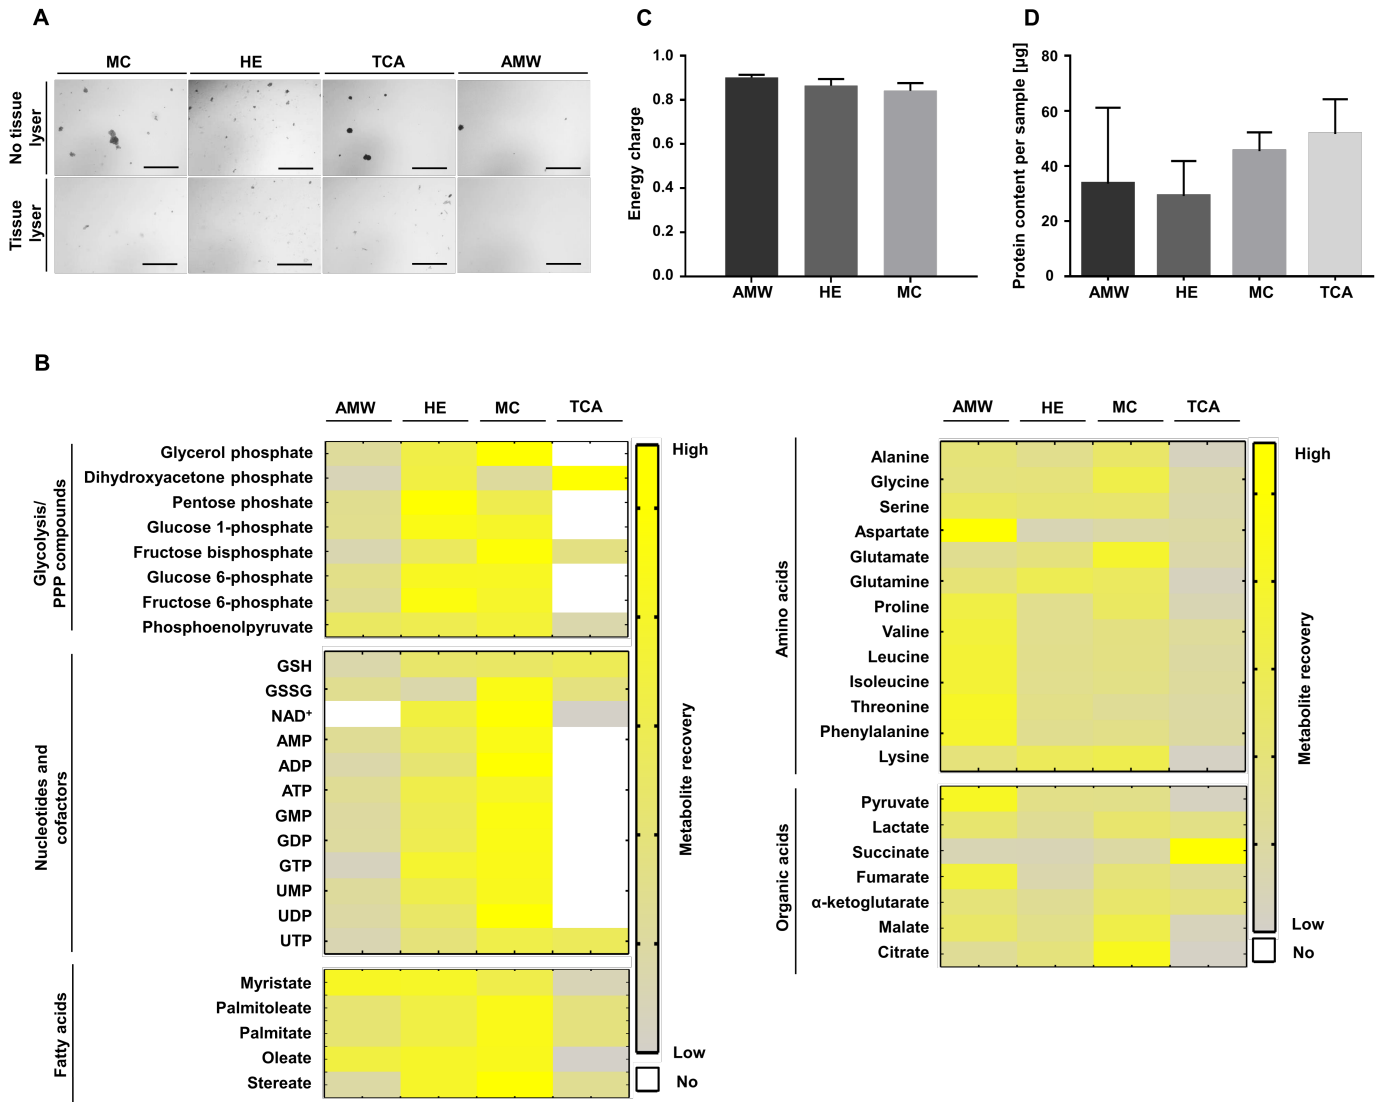 A
MC HE TCA AMW
No tissue
lyser
Tissue
lyser
C
1.0
0.8
0.6
0.4
0.2
0.0
Energy charge
AMW HE MC
D
80
60
40
20
0
Protein content per sample [µg]
AMW HE MC TCA
B
AMW HE MC TCA
Glycolysis/
PPP compounds
Glycerol phosphate
Dihydroxyacetone phosphate
Pentose phoshate
Glucose 1-phosphate
Fructose bisphosphate
Glucose 6-phosphate
Fructose 6-phosphate
Phosphoenolpyruvate
Nucleotides and
cofactors
GSH
GSSG
NAD⁺
AMP
ADP
ATP
GMP
GDP
GTP
UMP
UDP
UTP
Fatty acids
Myristate
Palmitoleate
Palmitate
Oleate
Stereate
High
Metabolite recovery
Low
No
AMW HE MC TCA
Amino acids
Alanine
Glycine
Serine
Aspartate
Glutamate
Glutamine
Proline
Valine
Leucine
Isoleucine
Threonine
Phenylalanine
Lysine
Organic acids
Pyruvate
Lactate
Succinate
Fumarate
α-ketoglutarate
Malate
Citrate
High
Metabolite recovery
Low
No